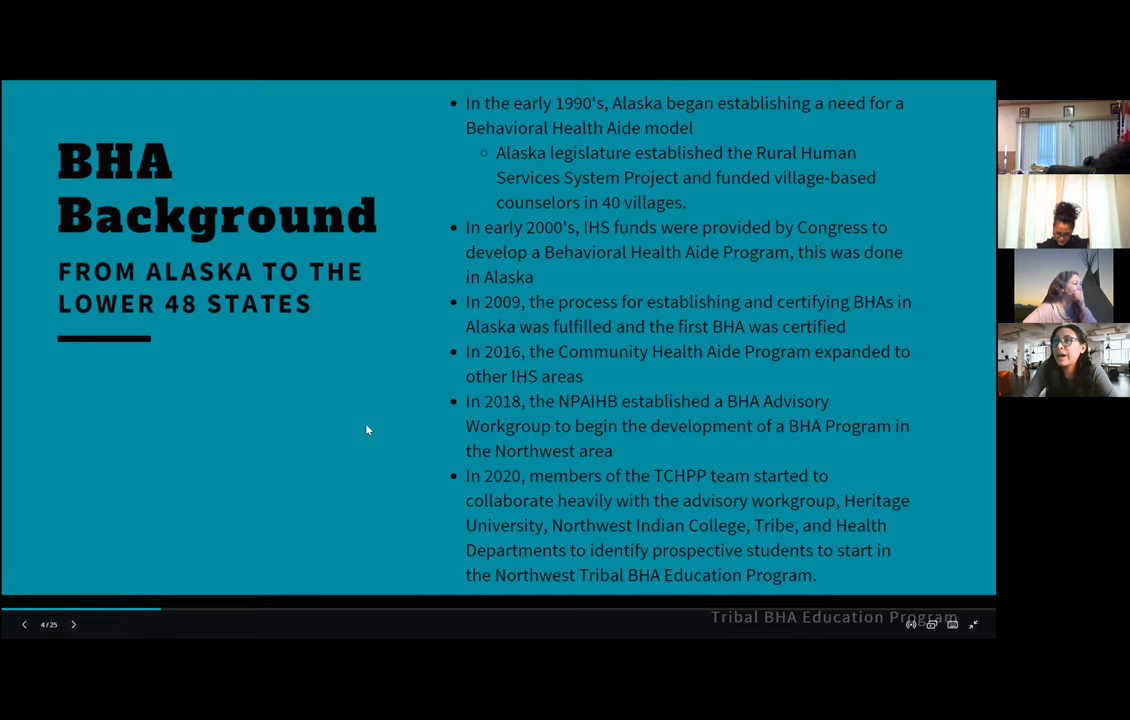 BHA
Background
FROM ALASKA TO THE
LOWER 48 STATES
• In the early 1990's, Alaska began establishing a need for a
Behavioral Health Aide model
○ Alaska legislature established the Rural Human
Services System Project and funded village-based
counselors in 40 villages.
• In early 2000's, IHS funds were provided by Congress to
develop a Behavioral Health Aide Program, this was done
in Alaska
• In 2009, the process for establishing and certifying BHAs in
Alaska was fulfilled and the first BHA was certified
• In 2016, the Community Health Aide Program expanded to
other IHS areas
• In 2018, the NPAIHB established a BHA Advisory
Workgroup to begin the development of a BHA Program in
the Northwest area
• In 2020, members of the TCHPP team started to
collaborate heavily with the advisory workgroup, Heritage
University, Northwest Indian College, Tribe, and Health
Departments to identify prospective students to start in
the Northwest Tribal BHA Education Program.
Tribal BHA Education Program
4 / 25